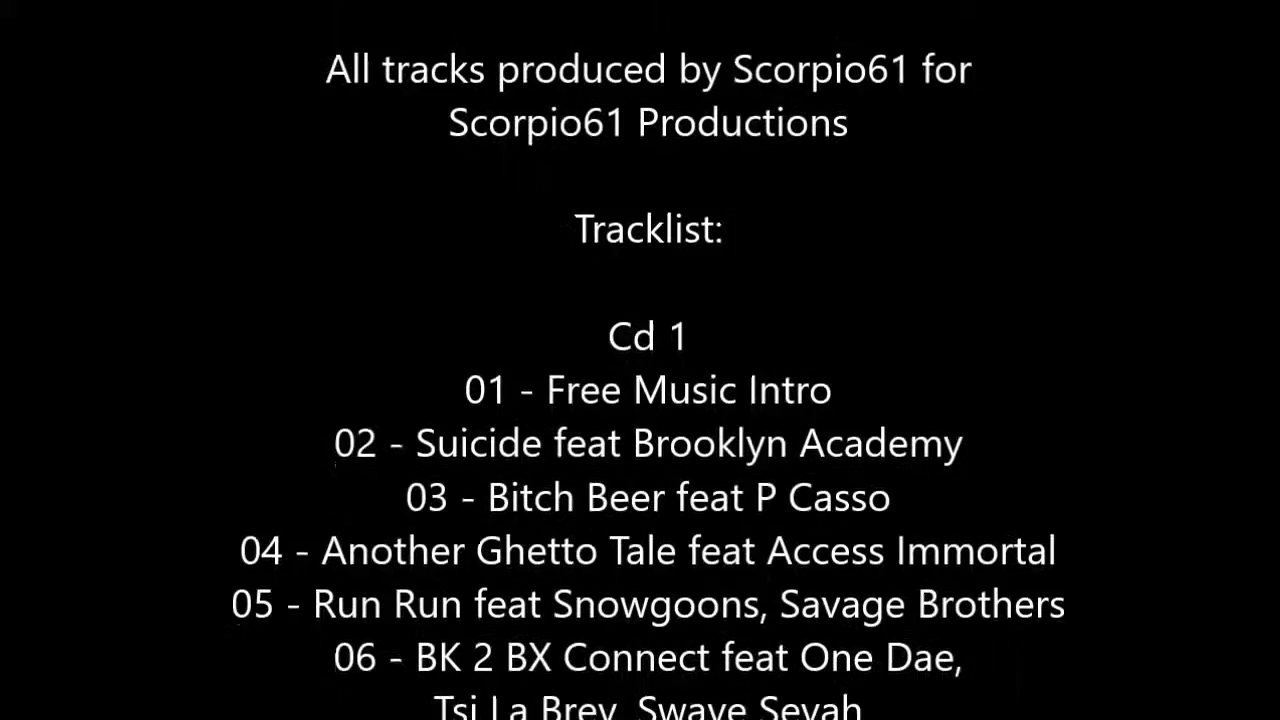 All tracks produced by Scorpio61 for
Scorpio61 Productions
Tracklist:
Cd 1
01 - Free Music Intro
02 - Suicide feat Brooklyn Academy
03 - Bitch Beer feat P Casso
04 - Another Ghetto Tale feat Access Immortal
05 - Run Run feat Snowgoons, Savage Brothers
06 - BK 2 BX Connect feat One Dae,
Tsi La